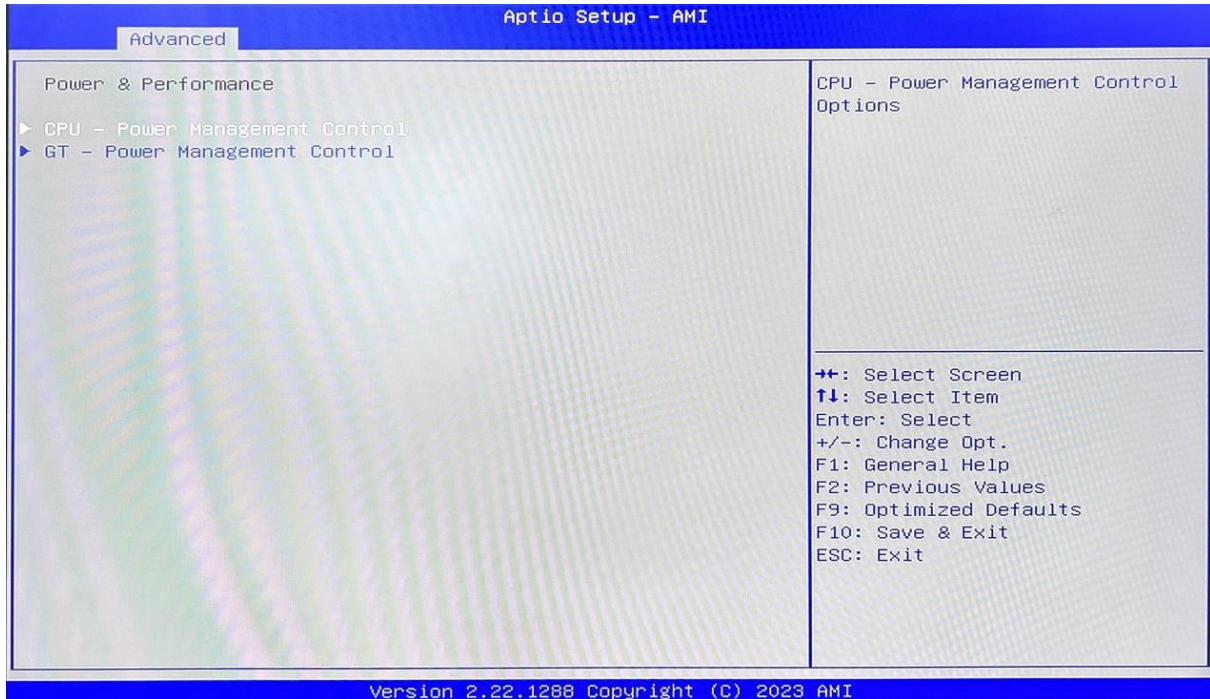 Aptio Setup – AMI
Advanced
Power & Performance
▶ CPU – Power Management Control
▶ GT – Power Management Control
CPU – Power Management Control
Options
→←: Select Screen
↑↓: Select Item
Enter: Select
+/-: Change Opt.
F1: General Help
F2: Previous Values
F9: Optimized Defaults
F10: Save & Exit
ESC: Exit
Version 2.22.1288 Copyright (C) 2023 AMI